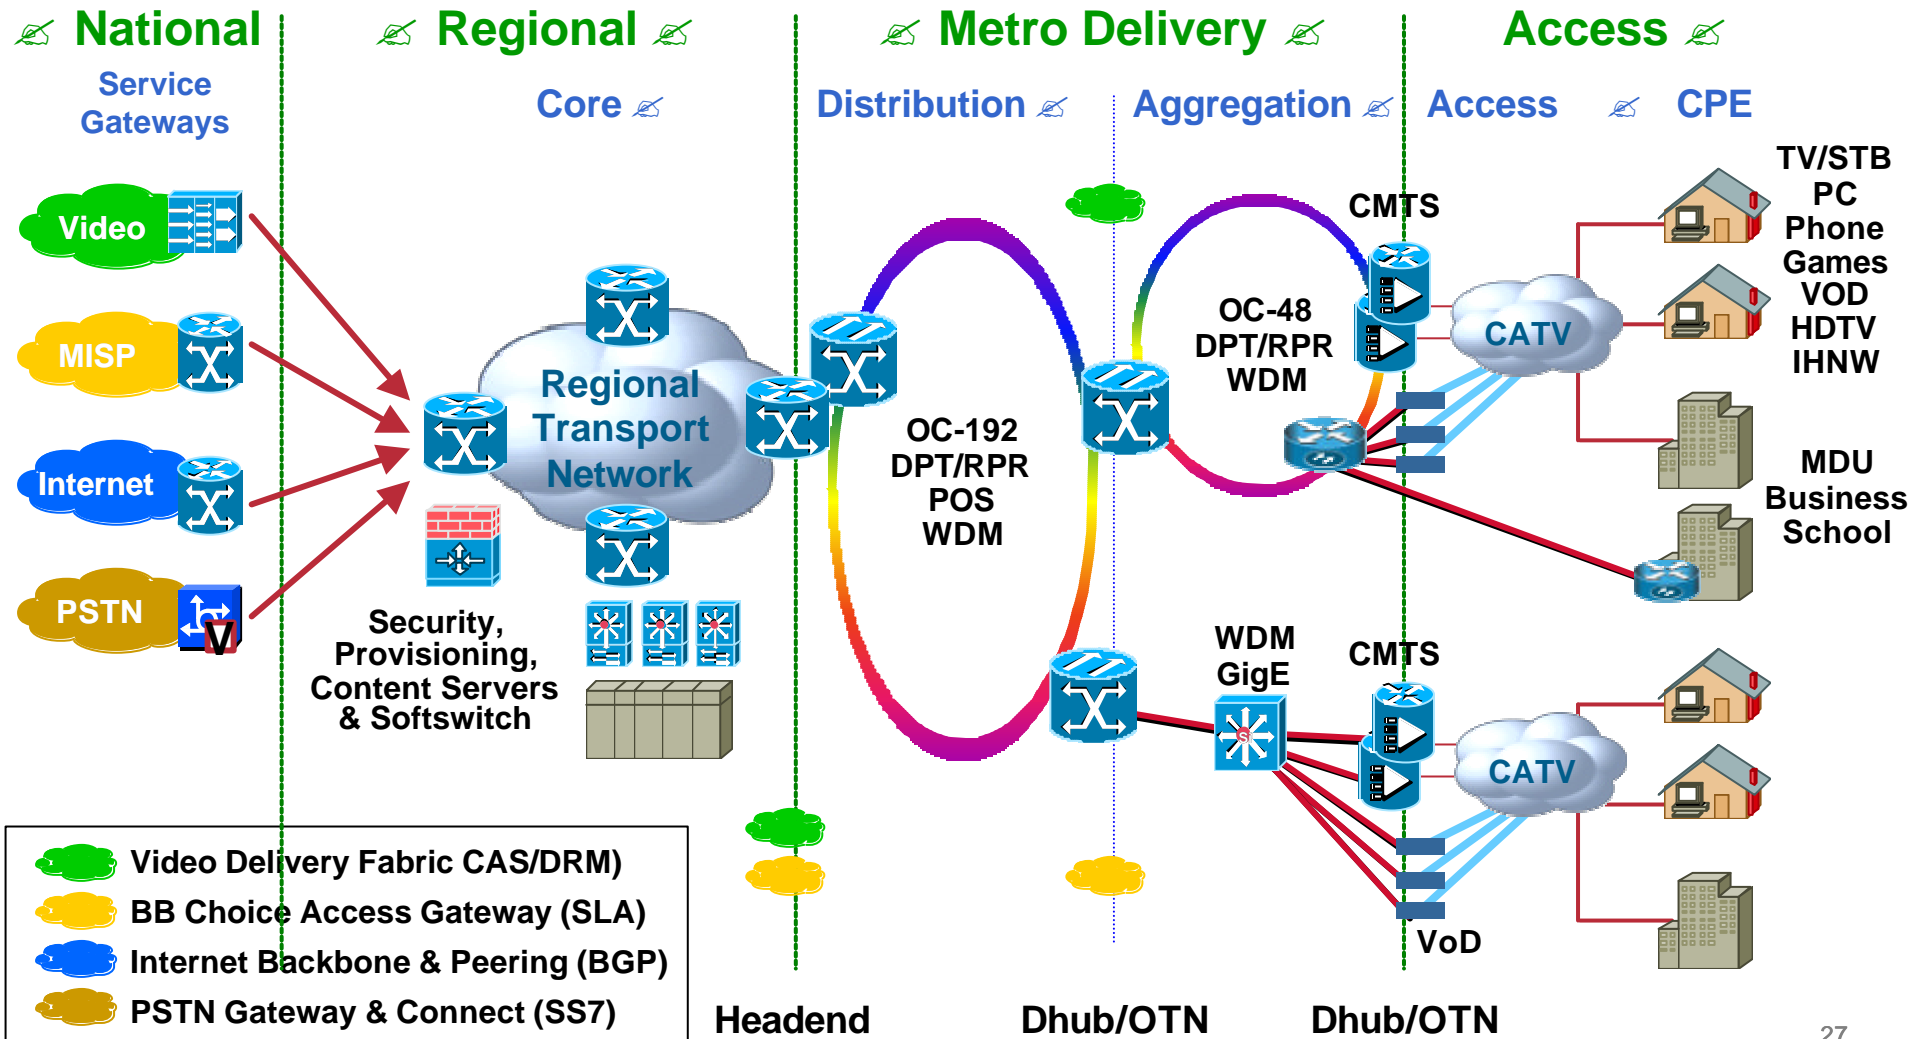 National
Regional
Metro Delivery
Access
Service
Gateways
Core
Distribution
Aggregation
Access
CPE
Video
MISP
Internet
PSTN
V
Regional
Transport
Network
Security,
Provisioning,
Content Servers
& Softswitch
OC-192
DPT/RPR
POS
WDM
OC-48
DPT/RPR
WDM
CMTS
CATV
TV/STB
PC
Phone
Games
VOD
HDTV
IHNW
MDU
Business
School
WDM
GigE
S
CMTS
CATV
VoD
Video Delivery Fabric CAS/DRM)
BB Choice Access Gateway (SLA)
Internet Backbone & Peering (BGP)
PSTN Gateway & Connect (SS7)
Headend
Dhub/OTN
Dhub/OTN
27